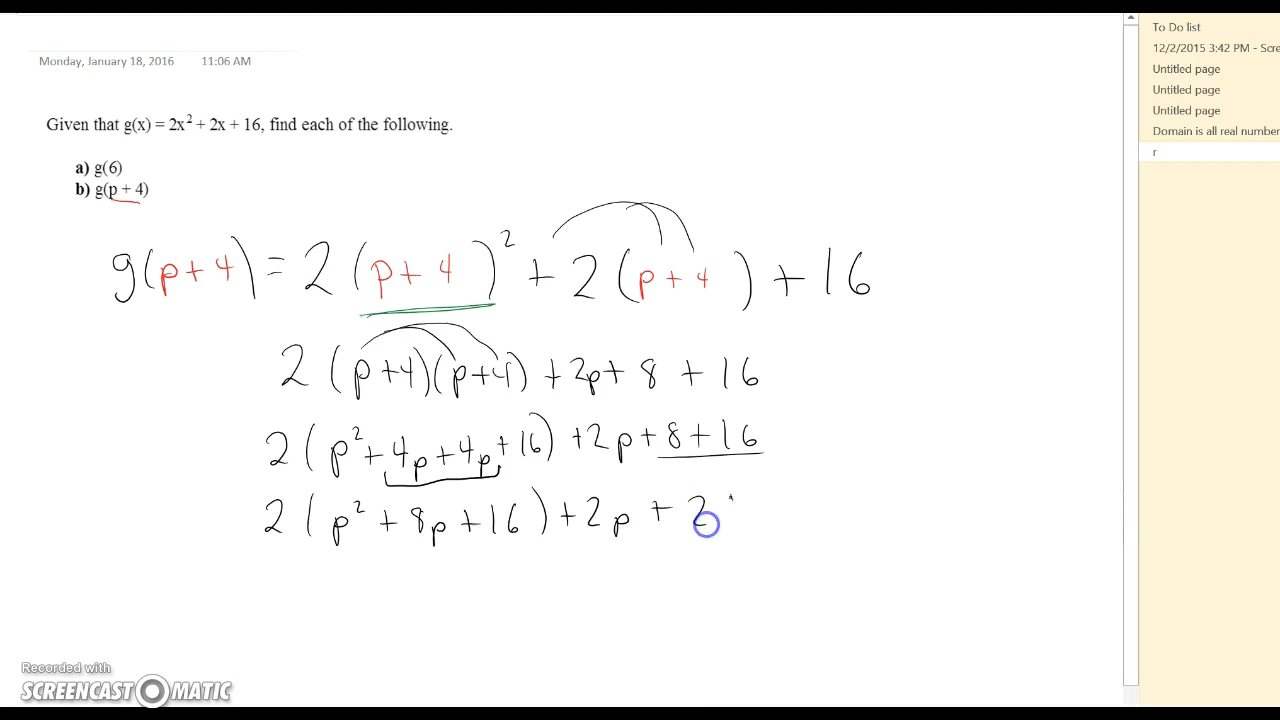 To Do list
12/2/2015 3:42 PM - Scre
Monday, January 18, 2016 11:06 AM
Untitled page
Untitled page
Untitled page
Given that g(x) = 2x² + 2x + 16, find each of the following.
Domain is all real number
r
a) g(6)
b) g(p + 4)
g(p + 4) = 2(p + 4)² + 2(p + 4) + 16
2(p+4)(p+4) + 2p + 8 + 16
2(p² + 4p + 4p + 16) + 2p + 8 + 16
2(p² + 8p + 16) + 2p + 2
Recorded with
SCREENCAST O MATIC